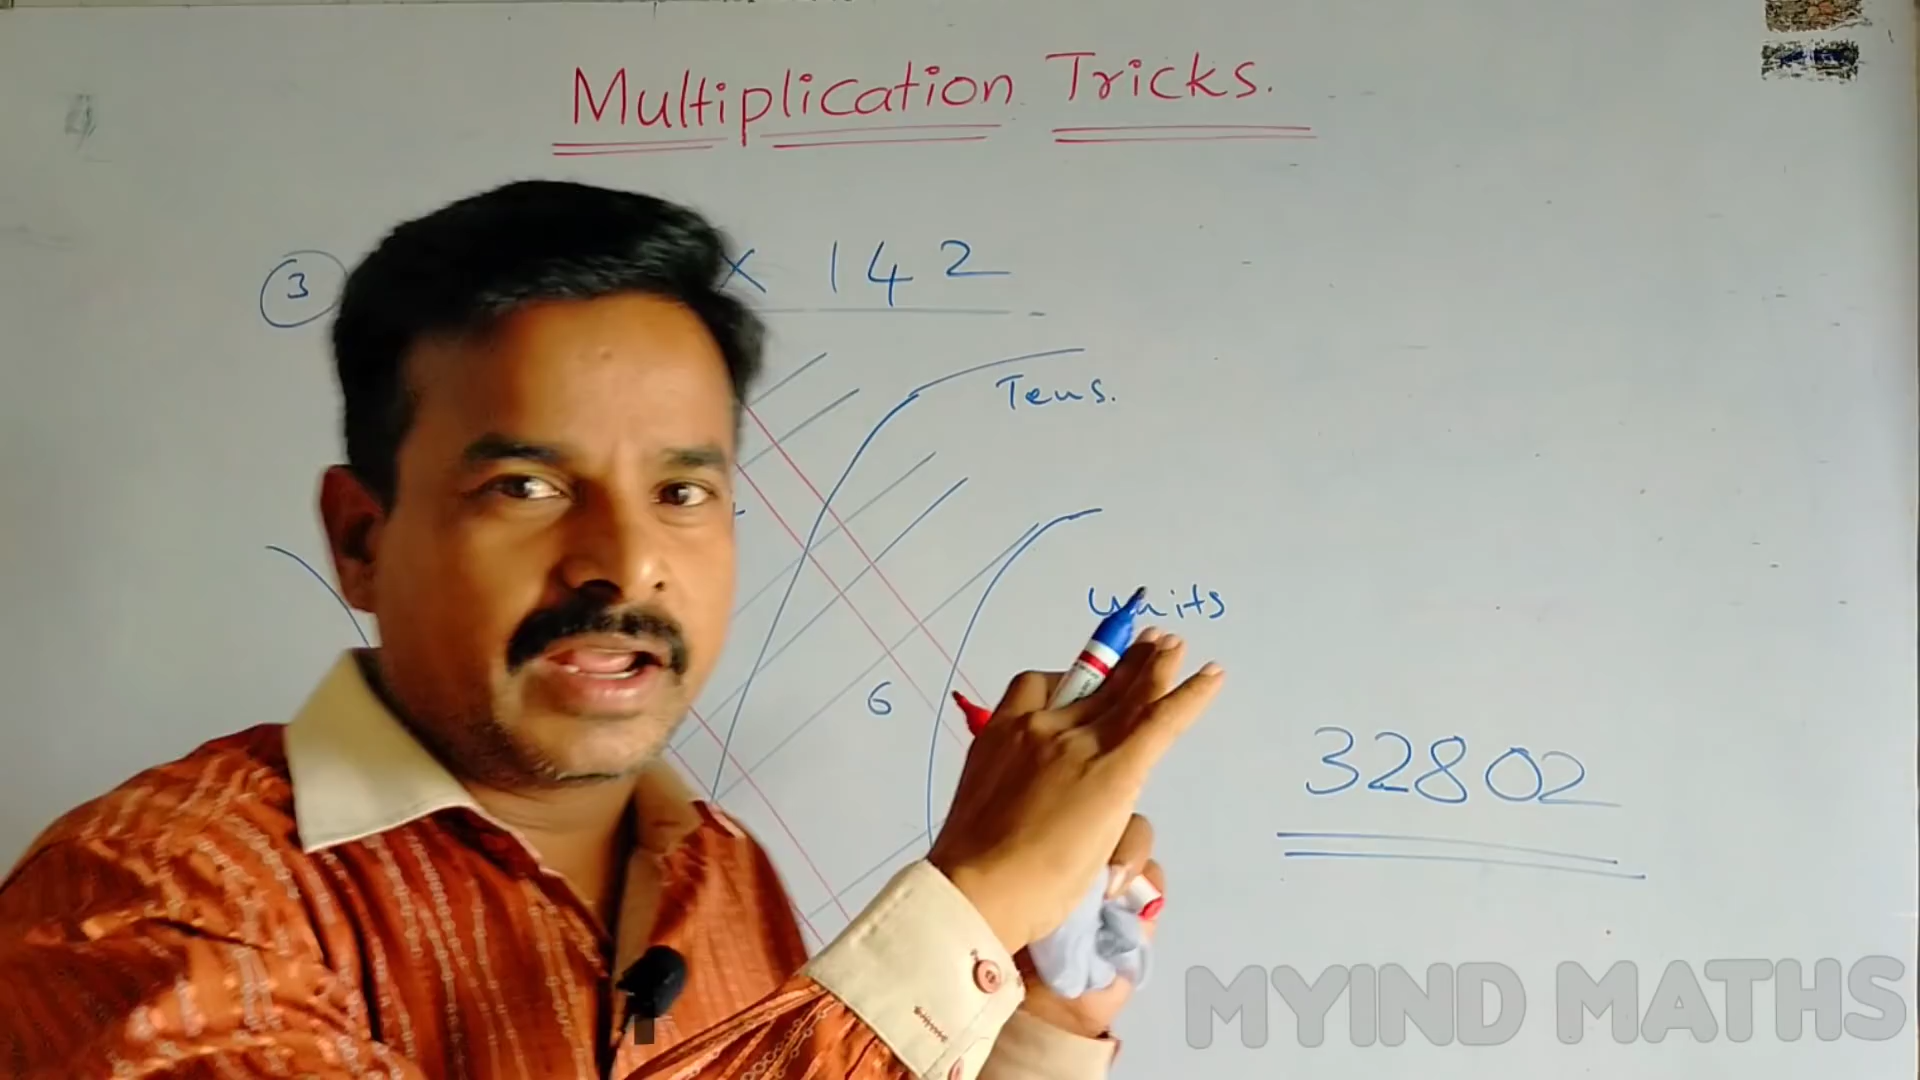 Multiplication Tricks.
3 x 142
Tens.
Units
6
32802
MYIND MATHS